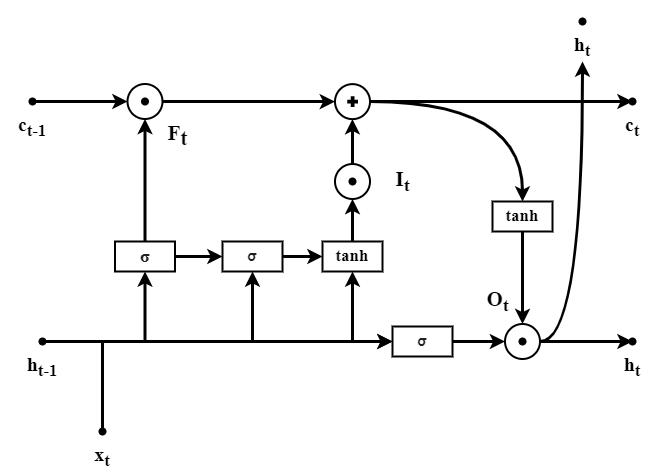 h_t
c_{t-1}
F_t
c_t
I_t
tanh
σ
σ
tanh
O_t
h_{t-1}
σ
h_t
x_t